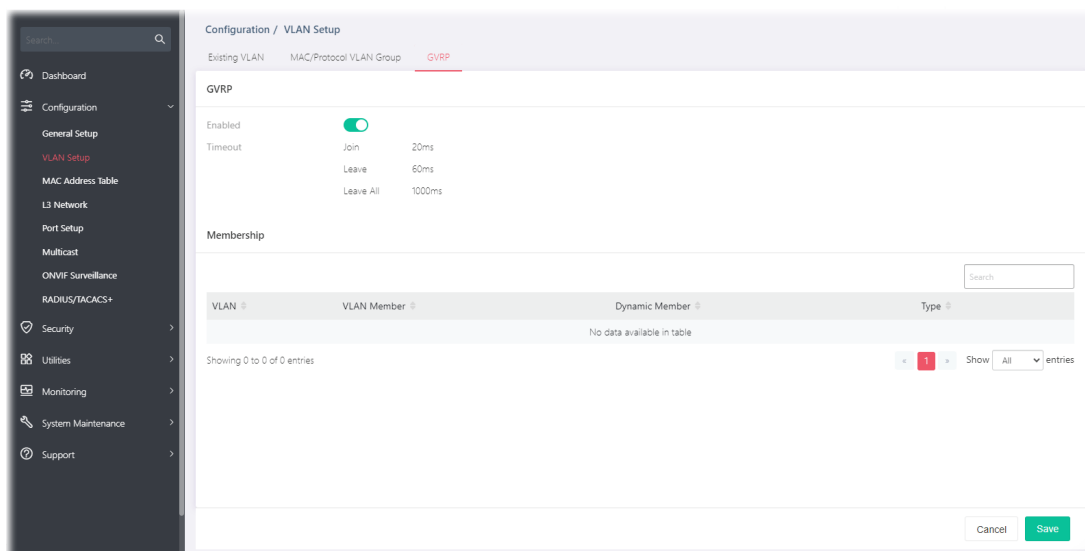 Search...
Dashboard
Configuration
General Setup
VLAN Setup
MAC Address Table
L3 Network
Port Setup
Multicast
ONVIF Surveillance
RADIUS/TACACS+
Security
Utilities
Monitoring
System Maintenance
Support
Configuration / VLAN Setup
Existing VLAN MAC/Protocol VLAN Group GVRP
GVRP
Enabled
Timeout Join 20ms
Leave 60ms
Leave All 1000ms
Membership
Search
VLAN VLAN Member Dynamic Member Type
No data available in table
Showing 0 to 0 of 0 entries « 1 » Show All entries
Cancel Save